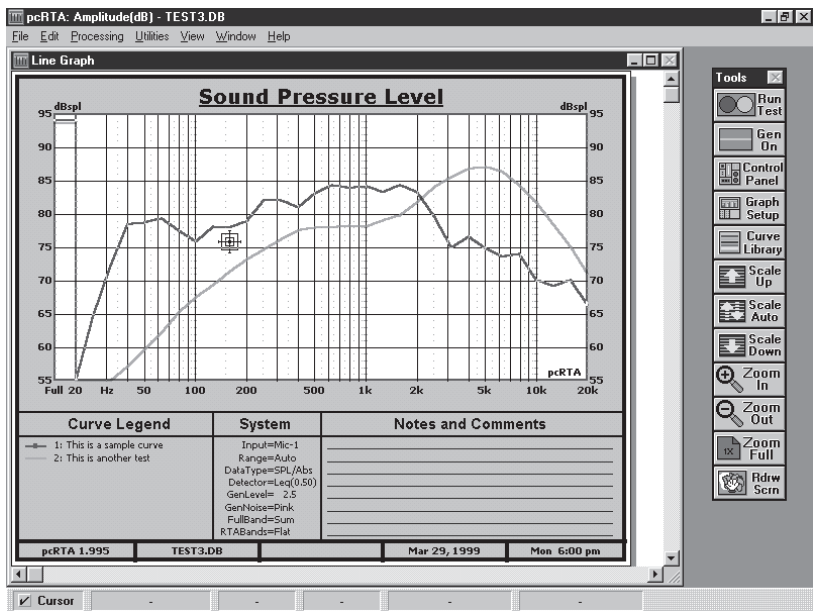 pcRTA: Amplitude(dB) - TEST3.DB
File Edit Processing Utilities View Window Help
Line Graph
Sound Pressure Level
dBspl dBspl
95 95
90 90
85 85
80 80
75 75
70 70
65 65
60 60
55 55
pcRTA
Full 20 Hz 50 100 200 500 1k 2k 5k 10k 20k
Curve Legend
1: This is a sample curve
2: This is another test
System
Input=Mic-1
Range=Auto
DataType=SPL/Abs
Detector=Leq(0.50)
GenLevel= 2.5
GenNoise=Pink
FullBand=Sum
RTABands=Flat
Notes and Comments
pcRTA 1.995 TEST3.DB Mar 29, 1999 Mon 6:00 pm
Tools
Run
Test
Gen
On
Control
Panel
Graph
Setup
Curve
Library
Scale
Up
Scale
Auto
Scale
Down
Zoom
In
Zoom
Out
1X
Zoom
Full
Rdrw
Scrn
Cursor - - - - -